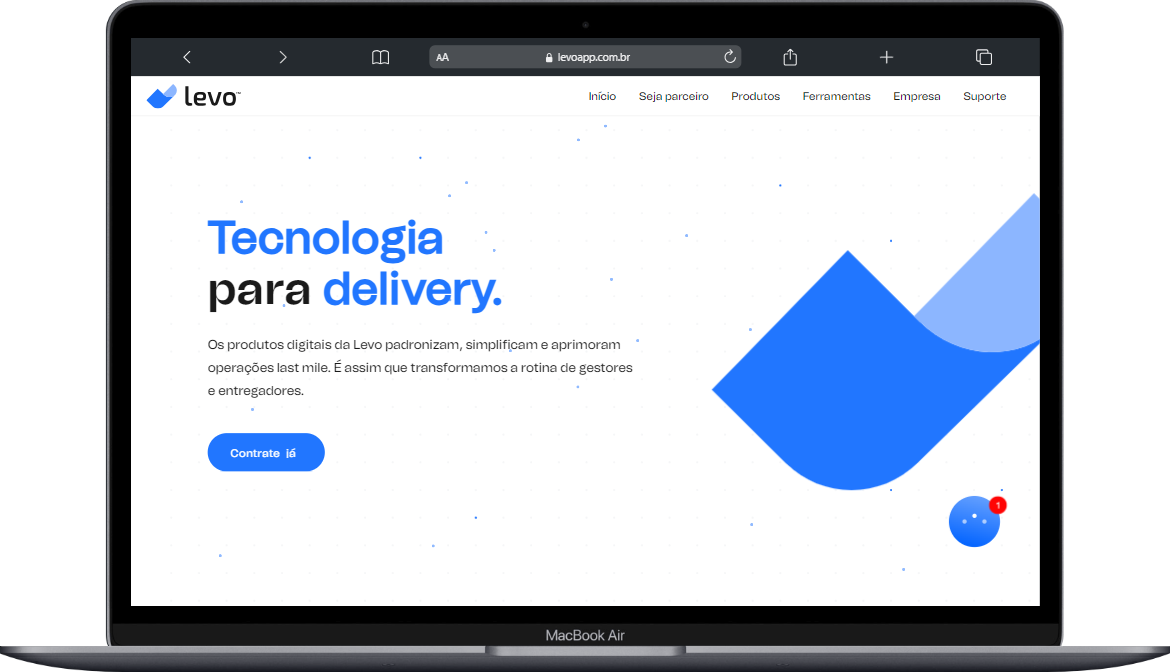 AA
levoapp.com.br
levo™
Início Seja parceiro Produtos Ferramentas Empresa Suporte
Tecnologia
para delivery.
Os produtos digitais da Levo padronizam, simplificam e aprimoram
operações last mile. É assim que transformamos a rotina de gestores
e entregadores.
Contrate já
1
MacBook Air